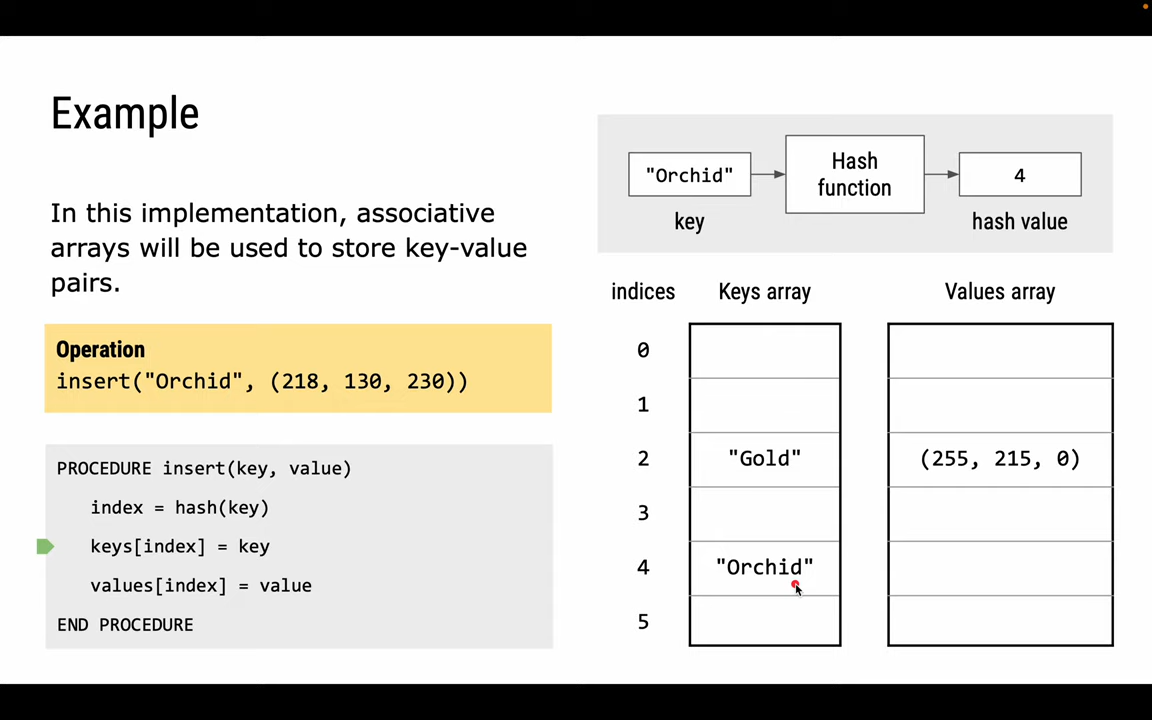 Example
In this implementation, associative
arrays will be used to store key-value
pairs.
Operation
insert("Orchid", (218, 130, 230))
PROCEDURE insert(key, value)
index = hash(key)
keys[index] = key
values[index] = value
END PROCEDURE
"Orchid"
Hash
function
4
key
hash value
indices
Keys array
Values array
0
1
2
"Gold"
(255, 215, 0)
3
4
"Orchid"
5